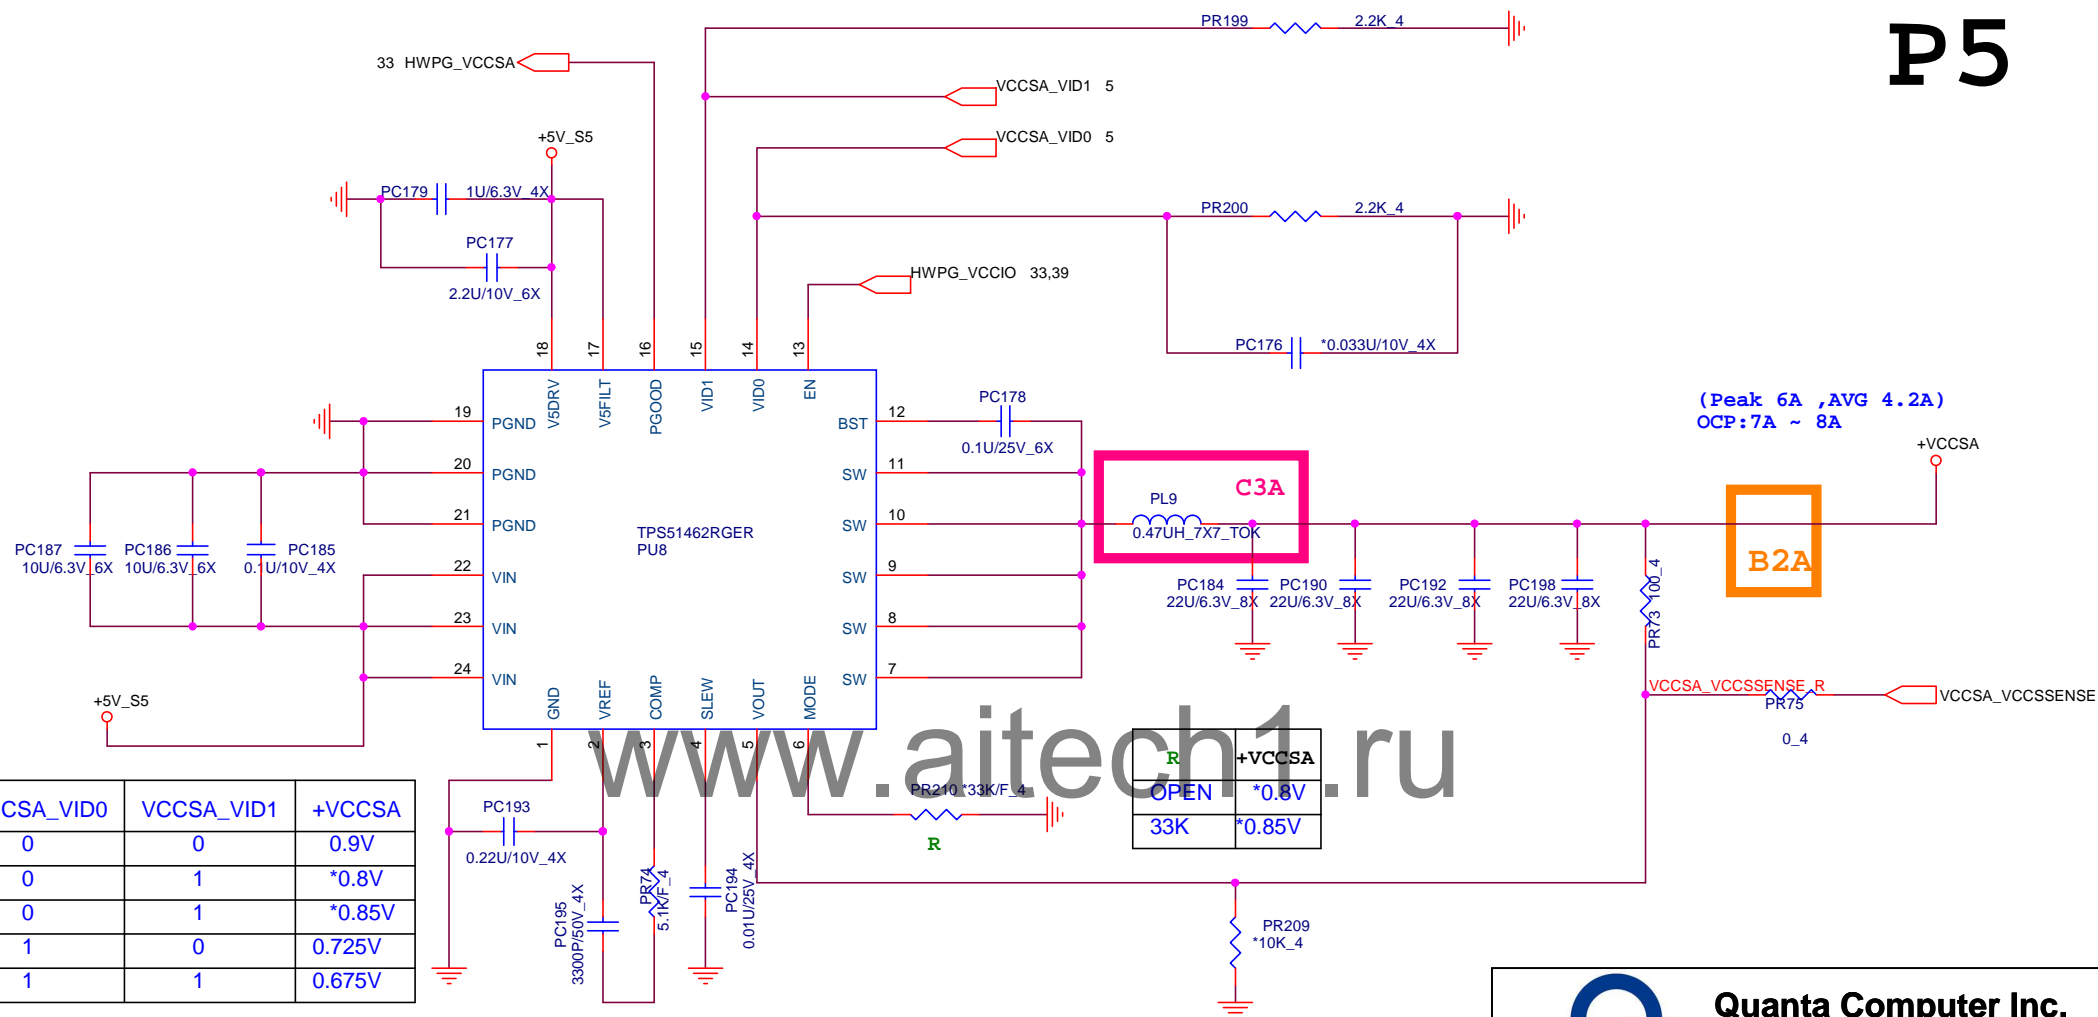 P5
PR199 2.2K_4
33 HWPG_VCCSA
VCCSA_VID1 5
VCCSA_VID0 5
+5V_S5
PC179 1U/6.3V_4X
PR200 2.2K_4
PC177
2.2U/10V_6X
HWPG_VCCIO 33,39
PC176 *0.033U/10V_4X
18 17 16 15 14 13
V5DRV V5FILT PGOOD VID1 VID0 EN
(Peak 6A ,AVG 4.2A)
OCP:7A ~ 8A
+VCCSA
19 PGND
20 PGND
21 PGND
22 VIN
23 VIN
24 VIN
BST 12
SW 11
SW 10
SW 9
SW 8
SW 7
PC178
0.1U/25V_6X
C3A
PL9
0.47UH_7X7_TOK
B2A
TPS51462RGER
PU8
PC187
10U/6.3V_6X
PC186
10U/6.3V_6X
PC185
0.1U/10V_4X
PC184
22U/6.3V_8X
PC190
22U/6.3V_8X
PC192
22U/6.3V_8X
PC198
22U/6.3V_8X
PR73 100_4
VCCSA_VCCSSENSE_R
PR75
0_4
VCCSA_VCCSSENSE
+5V_S5
GND VREF COMP SLEW VOUT MODE
1 2 3 4 5 6
www.aitech1.ru
R +VCCSA
OPEN *0.8V
33K *0.85V
PR210 *33K/F_4
R
PC193
0.22U/10V_4X
PC195
3300P/50V_4X
PR74
5.1K/F_4
PC194
0.01U/25V_4X
PR209
*10K_4
CSA_VID0 VCCSA_VID1 +VCCSA
0 0 0.9V
0 1 *0.8V
0 1 *0.85V
1 0 0.725V
1 1 0.675V
Quanta Computer Inc.